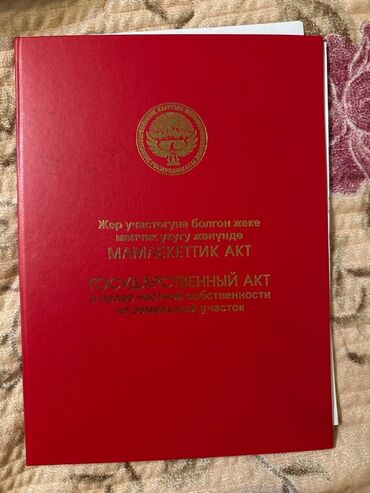 Жер участогуна болгон жеке
менчик укугу жөнүндө
МАМЛЕКЕТТИК АКТ
ГОСУДАРСТВЕННЫЙ АКТ
о праве частной собственности
на земельный участок